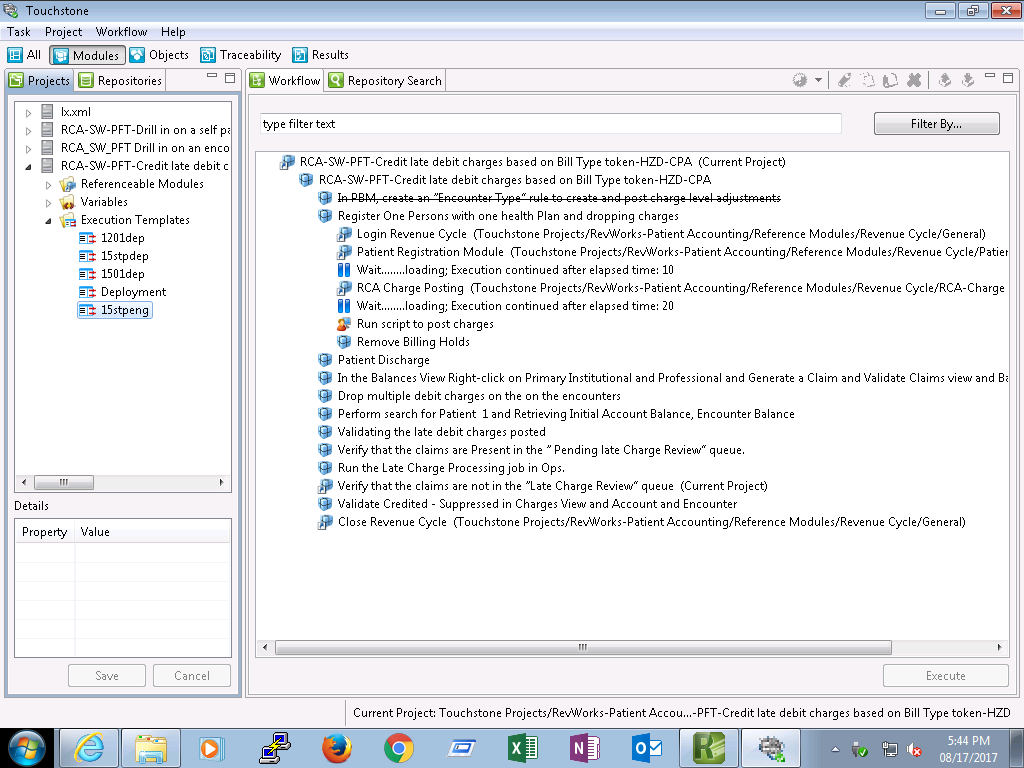 Touchstone
Task Project Workflow Help
All Modules Objects Traceability Results
Projects Repositories
Workflow Repository Search
lx.xml
RCA-SW-PFT-Drill in on a self pa
RCA_SW_PFT Drill in on an enco
RCA-SW-PFT-Credit late debit c
Referenceable Modules
Variables
Execution Templates
1201dep
15stpdep
1501dep
Deployment
15stpeng
Details
Property Value
Save Cancel
type filter text
Filter By...
RCA-SW-PFT-Credit late debit charges based on Bill Type token-HZD-CPA (Current Project)
RCA-SW-PFT-Credit late debit charges based on Bill Type token-HZD-CPA
In PBM, create an "Encounter Type" rule to create and post charge level adjustments
Register One Persons with one health Plan and dropping charges
Login Revenue Cycle (Touchstone Projects/RevWorks-Patient Accounting/Reference Modules/Revenue Cycle/General)
Patient Registration Module (Touchstone Projects/RevWorks-Patient Accounting/Reference Modules/Revenue Cycle/Patier
Wait........loading; Execution continued after elapsed time: 10
RCA Charge Posting (Touchstone Projects/RevWorks-Patient Accounting/Reference Modules/Revenue Cycle/RCA-Charge
Wait........loading; Execution continued after elapsed time: 20
Run script to post charges
Remove Billing Holds
Patient Discharge
In the Balances View Right-click on Primary Institutional and Professional and Generate a Claim and Validate Claims view and Ba
Drop multiple debit charges on the on the encounters
Perform search for Patient 1 and Retrieving Initial Account Balance, Encounter Balance
Validating the late debit charges posted
Verify that the claims are Present in the " Pending late Charge Review" queue.
Run the Late Charge Processing job in Ops.
Verify that the claims are not in the "Late Charge Review" queue (Current Project)
Validate Credited - Suppressed in Charges View and Account and Encounter
Close Revenue Cycle (Touchstone Projects/RevWorks-Patient Accounting/Reference Modules/Revenue Cycle/General)
Execute
Current Project: Touchstone Projects/RevWorks-Patient Accou...-PFT-Credit late debit charges based on Bill Type token-HZD
5:44 PM
08/17/2017